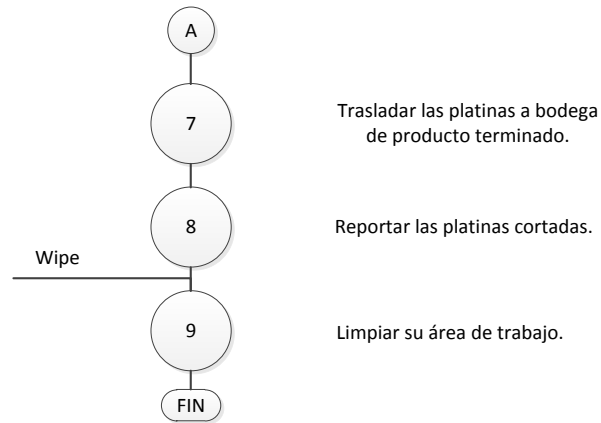 A
7
Trasladar las platinas a bodega
de producto terminado.
8
Reportar las platinas cortadas.
Wipe
9
Limpiar su área de trabajo.
FIN